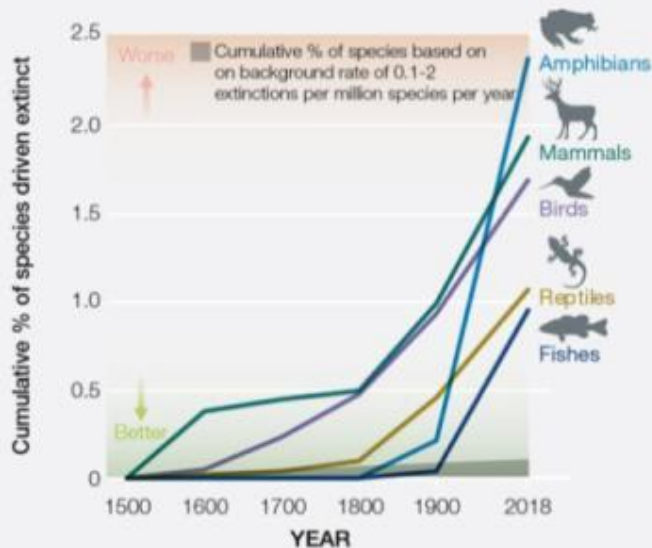 2.5
Worse
Cumulative % of species based on
on background rate of 0.1-2
extinctions per million species per year
Amphibians
2.0
Mammals
1.5
Birds
1.0
Reptiles
Fishes
0.5
Better
0
Cumulative % of species driven extinct
1500 1600 1700 1800 1900 2018
YEAR